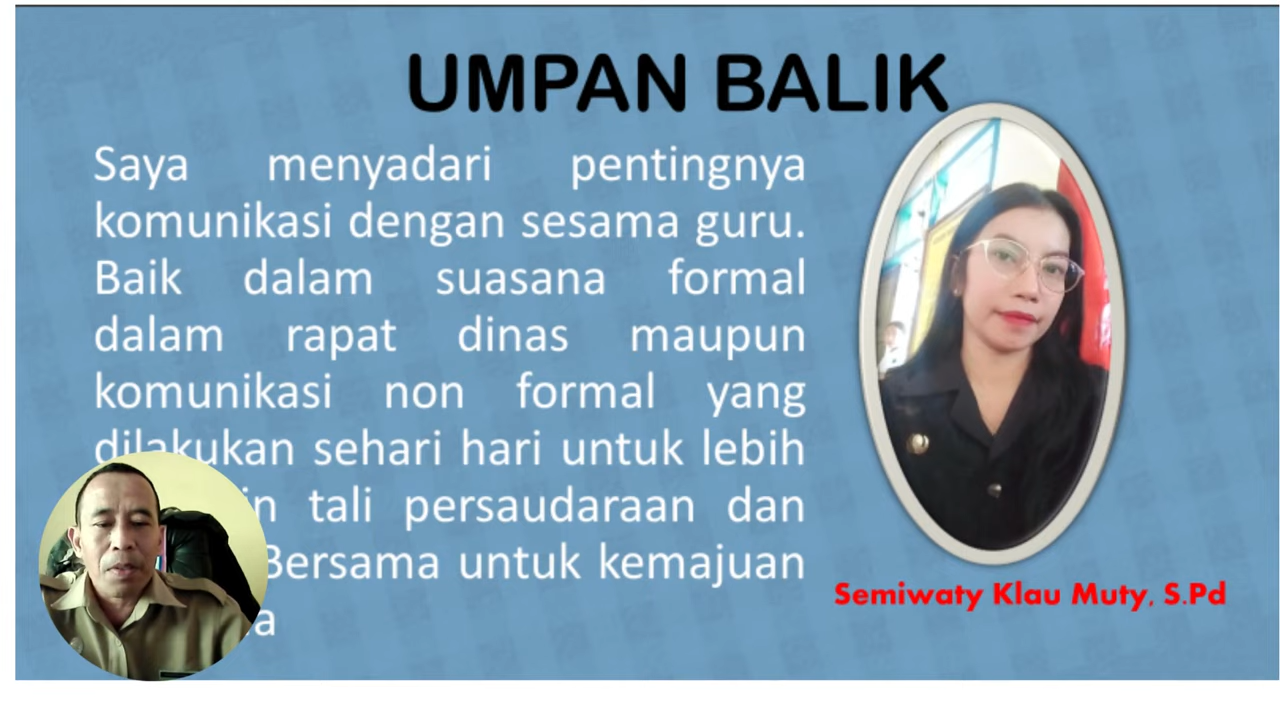 UMPAN BALIK
Saya menyadari pentingnya
komunikasi dengan sesama guru.
Baik dalam suasana formal
dalam rapat dinas maupun
komunikasi non formal yang
dilakukan sehari hari untuk lebih
tali persaudaraan dan
Bersama untuk kemajuan
Semiwaty Klau Muty, S.Pd